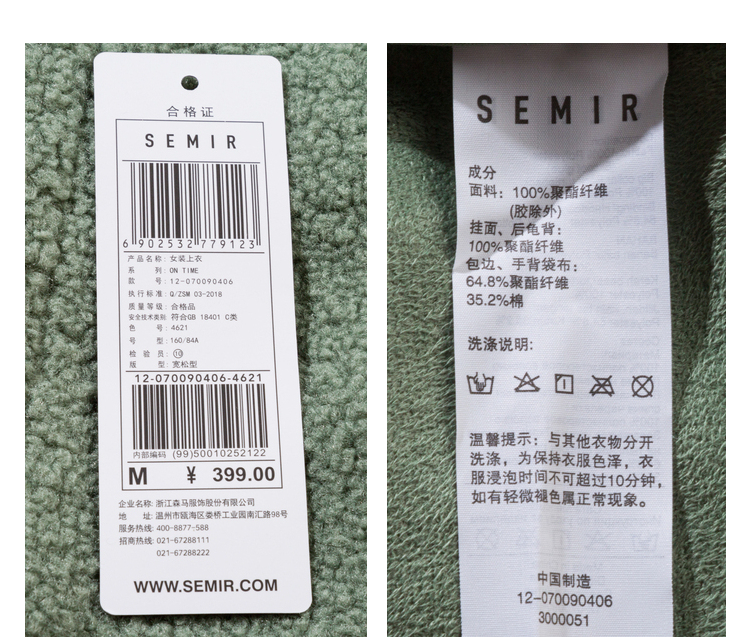 合格证
SEMIR
6 902532 779123
产品名称: 女装上衣
系 列: ON TIME
款 号: 12-070090406
执行标准: Q/ZSM 03-2018
质量等级: 合格品
安全技术类别 符合GB 18401 C类
色 号: 4621
号 型: 160/84A
检 验 员: 10
版 型: 宽松型
12-070090406-4621
内部编码 (99)50010252122
M ¥ 399.00
企业名称: 浙江森马服饰股份有限公司
地 址: 温州市瓯海区娄桥工业园南汇路98号
服务热线: 400-8877-588
招商热线: 021-67288111
021-67288222
WWW.SEMIR.COM
SEMIR
成分
面料: 100%聚酯纤维
(胶除外)
挂面、后龟背:
100%聚酯纤维
包边、手背袋布:
64.8%聚酯纤维
35.2%棉
洗涤说明:
温馨提示: 与其他衣物分开
洗涤, 为保持衣服色泽, 衣
服浸泡时间不可超过10分钟,
如有轻微褪色属正常现象。
中国制造
12-070090406
3000051